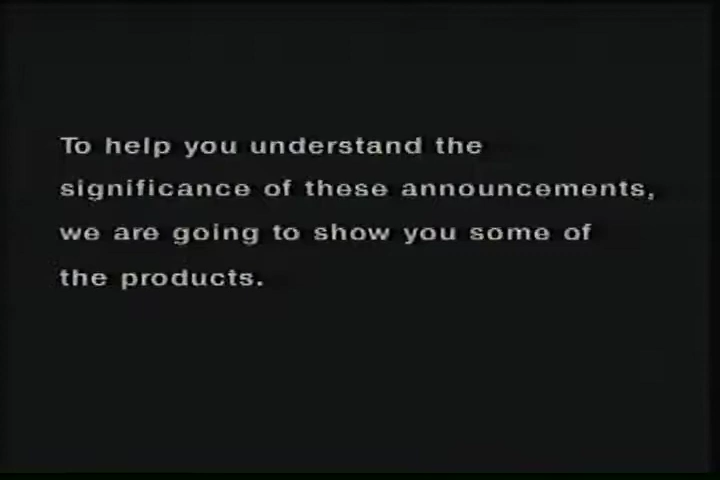 To help you understand the
significance of these announcements,
we are going to show you some of
the products.